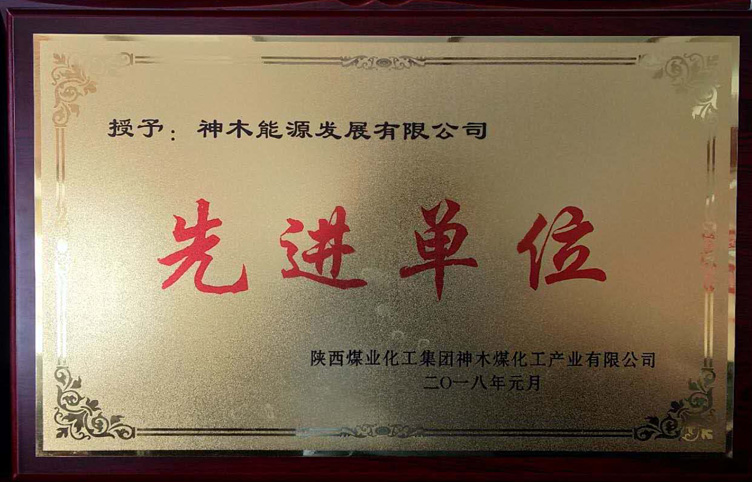 授予：神木能源发展有限公司
先进单位
陕西煤业化工集团神木煤化工产业有限公司
二〇一八年元月